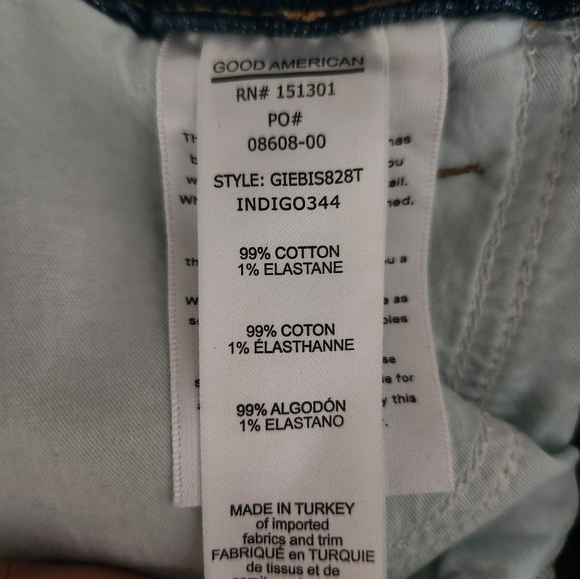 GOOD AMERICAN
RN# 151301
PO#
08608-00
STYLE: GIEBIS828T
INDIGO344
99% COTTON
1% ELASTANE
99% COTON
1% ÉLASTHANNE
99% ALGODÓN
1% ELASTANO
MADE IN TURKEY
of imported
fabrics and trim
FABRIQUÉ en TURQUIE
de tissus et de